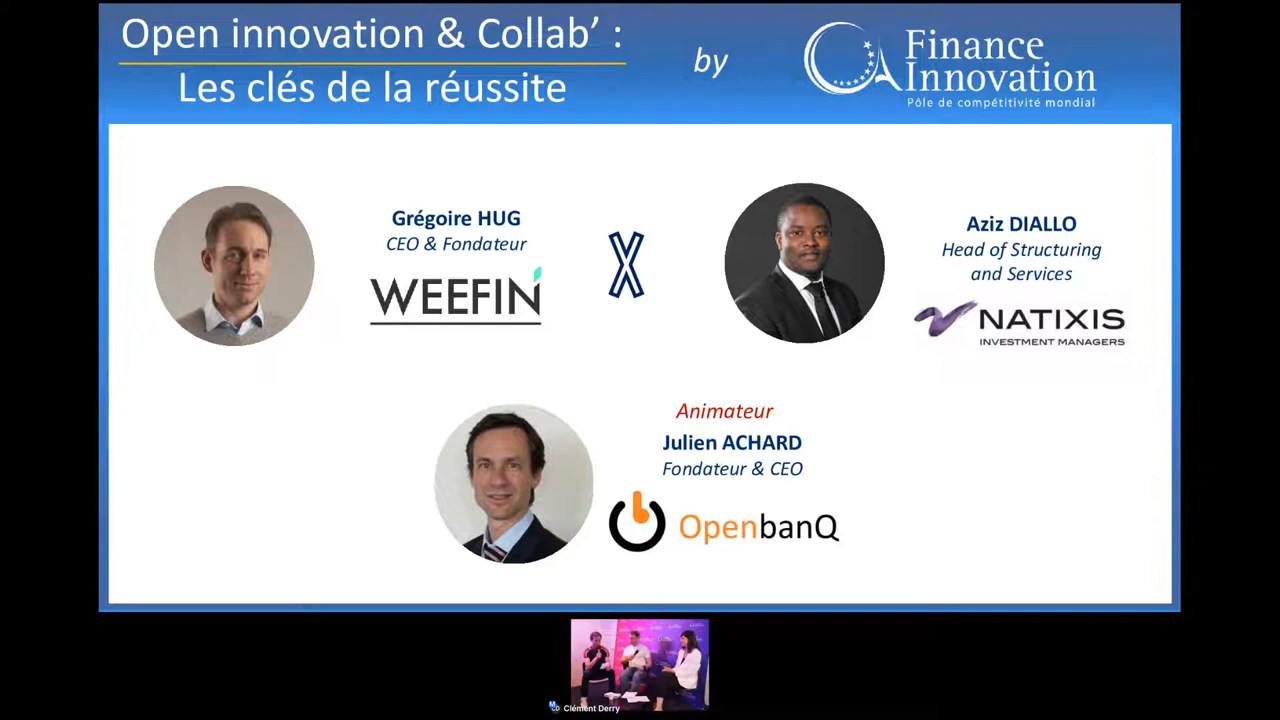 Open innovation & Collab’ :
Les clés de la réussite
by
Finance
Innovation
Pôle de compétitivité mondial
Grégoire HUG
CEO & Fondateur
WEEFIN
X
Aziz DIALLO
Head of Structuring
and Services
NATIXIS
INVESTMENT MANAGERS
Animateur
Julien ACHARD
Fondateur & CEO
OpenbanQ
Clément Derry